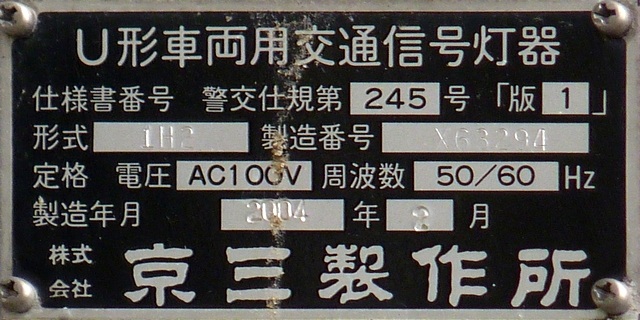 U形車両用交通信号灯器
仕様書番号 警交仕規第 245 号 「版 1 」
形式 1H2 製造番号 X63294
定格 電圧 AC100V 周波数 50/60 Hz
製造年月 2004 年 2 月
株式会社 京三製作所